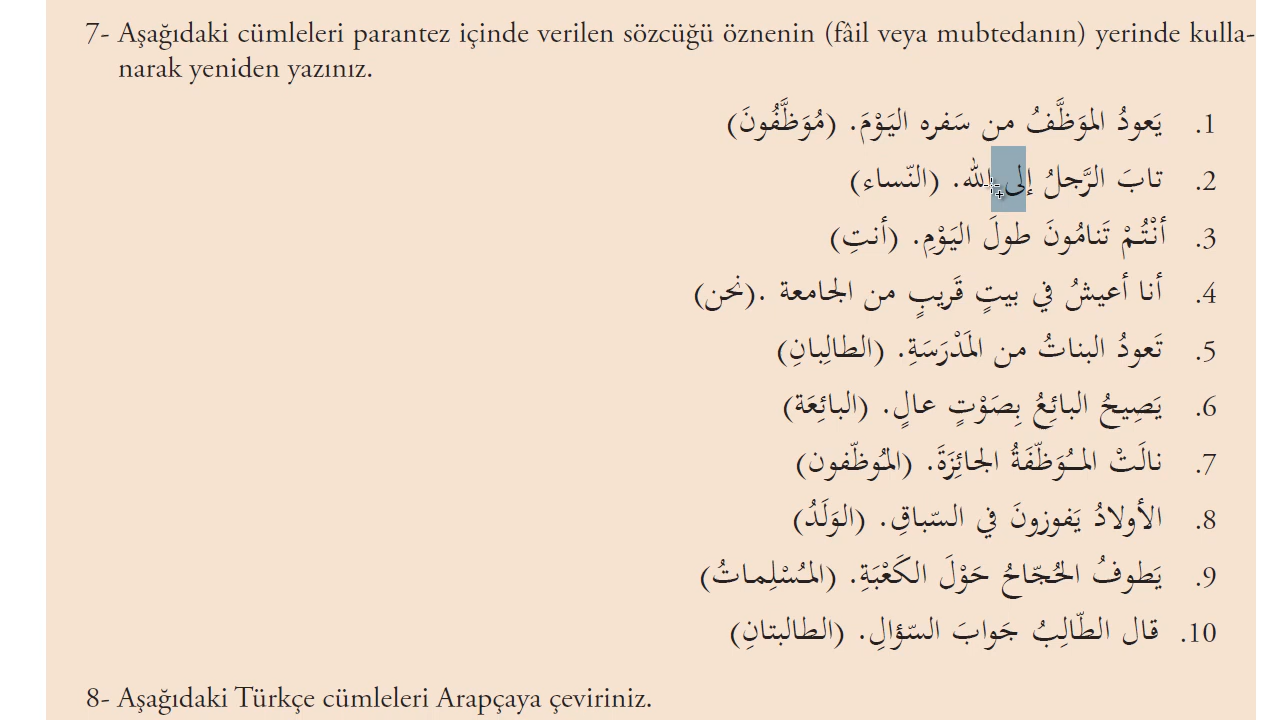 7- Aşağıdaki cümleleri parantez içinde verilen sözcüğü öznenin (fâil veya mubtedanın) yerinde kulla-
narak yeniden yazınız.
1. يَعودُ الموَظَّفُ من سَفره اليَوْمَ. (مُوَظَّفُونَ)
2. تابَ الرَّجلُ إلى الله. (النّساء)
3. أنْتُمْ تَنامُونَ طولَ اليَوْمِ. (أنتِ)
4. أنا أعيشُ في بيتٍ قَريبٍ من الجامعة .(نحن)
5. تَعودُ البناتُ من المَدْرَسَةِ. (الطالِبانِ)
6. يَصِيحُ البائِعُ بِصَوْتٍ عالٍ. (البائِعَة)
7. نالَتْ المـُوَظّفَةُ الجائِزَةَ. (المُوظّفون)
8. الأولادُ يَفوزونَ في السّباقِ. (الوَلَدُ)
9. يَطوفُ الحُجّاحُ حَوْلَ الكَعْبَةِ. (المـُسْلِماتُ)
10. قال الطّالِبُ جَوابَ السّؤالِ. (الطالبتانِ)
8- Aşağıdaki Türkçe cümleleri Arapçaya çeviriniz.